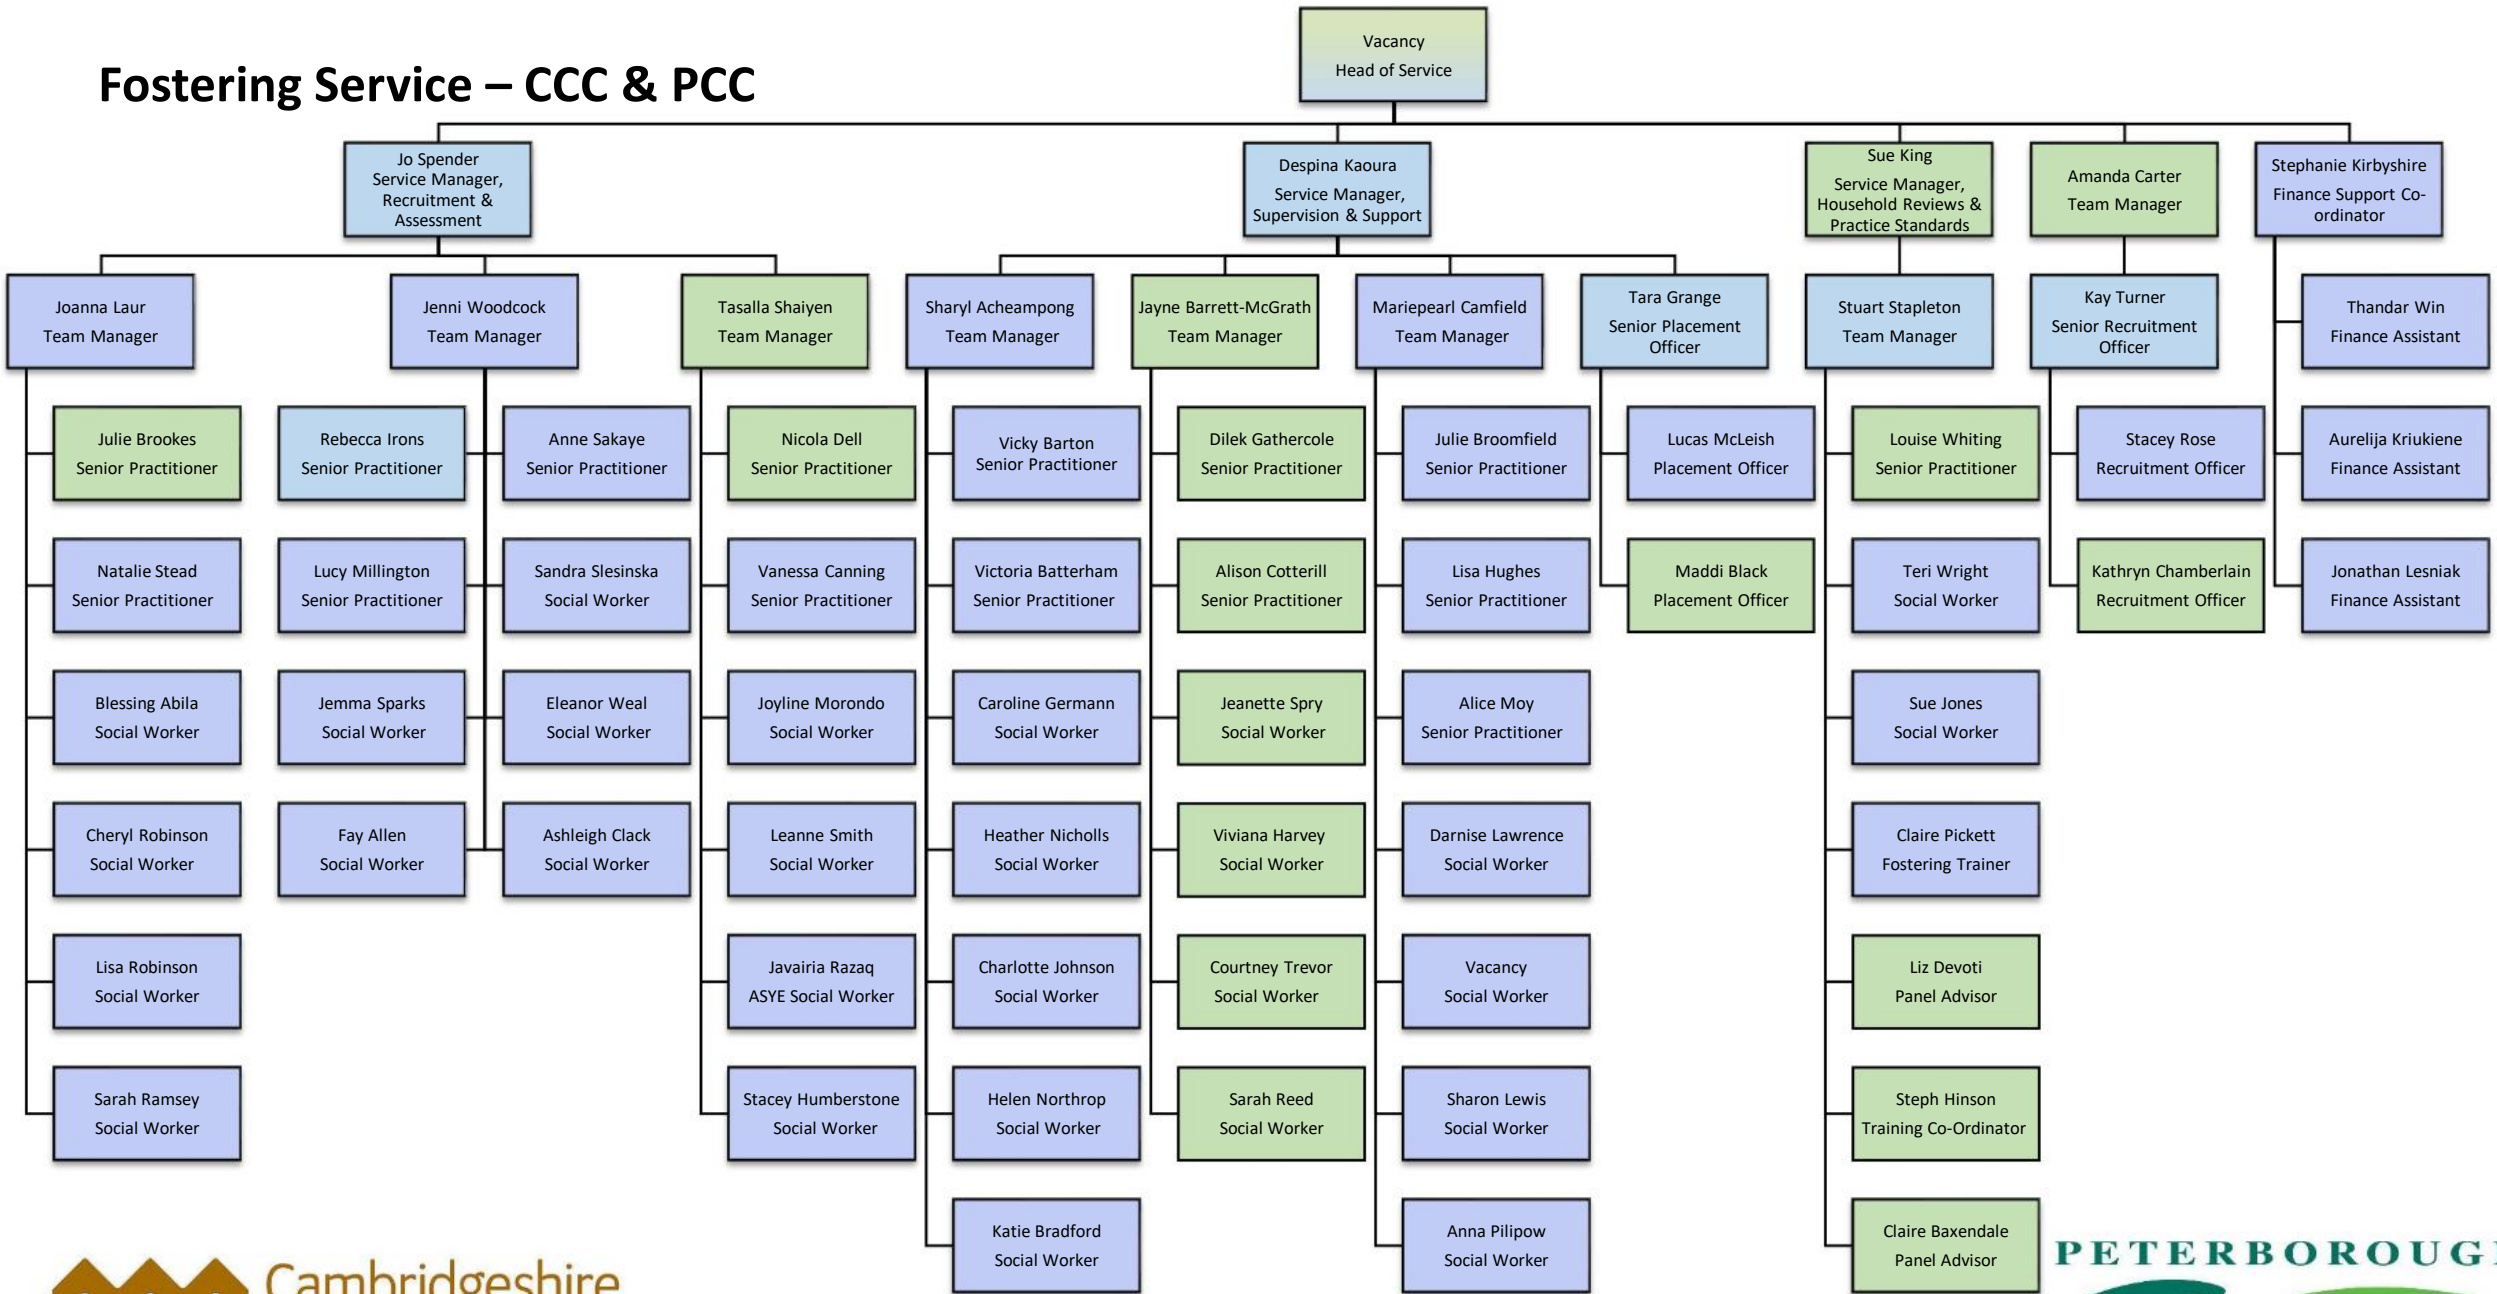 Fostering Service – CCC & PCC
Vacancy
Head of Service
Jo Spender
Service Manager,
Recruitment &
Assessment
Despina Kaoura
Service Manager,
Supervision & Support
Sue King
Service Manager,
Household Reviews &
Practice Standards
Amanda Carter
Team Manager
Stephanie Kirbyshire
Finance Support Co-
ordinator
Joanna Laur
Team Manager
Jenni Woodcock
Team Manager
Tasalla Shaiyen
Team Manager
Sharyl Acheampong
Team Manager
Jayne Barrett-McGrath
Team Manager
Mariepearl Camfield
Team Manager
Tara Grange
Senior Placement
Officer
Stuart Stapleton
Team Manager
Kay Turner
Senior Recruitment
Officer
Thandar Win
Finance Assistant
Julie Brookes
Senior Practitioner
Rebecca Irons
Senior Practitioner
Anne Sakaye
Senior Practitioner
Nicola Dell
Senior Practitioner
Vicky Barton
Senior Practitioner
Dilek Gathercole
Senior Practitioner
Julie Broomfield
Senior Practitioner
Lucas McLeish
Placement Officer
Louise Whiting
Senior Practitioner
Stacey Rose
Recruitment Officer
Aurelija Kriukiene
Finance Assistant
Natalie Stead
Senior Practitioner
Lucy Millington
Senior Practitioner
Sandra Slesinska
Social Worker
Vanessa Canning
Senior Practitioner
Victoria Batterham
Senior Practitioner
Alison Cotterill
Senior Practitioner
Lisa Hughes
Senior Practitioner
Maddi Black
Placement Officer
Teri Wright
Social Worker
Kathryn Chamberlain
Recruitment Officer
Jonathan Lesniak
Finance Assistant
Blessing Abila
Social Worker
Jemma Sparks
Social Worker
Eleanor Weal
Social Worker
Joyline Morondo
Social Worker
Caroline Germann
Social Worker
Jeanette Spry
Social Worker
Alice Moy
Senior Practitioner
Sue Jones
Social Worker
Cheryl Robinson
Social Worker
Fay Allen
Social Worker
Ashleigh Clack
Social Worker
Leanne Smith
Social Worker
Heather Nicholls
Social Worker
Viviana Harvey
Social Worker
Darnise Lawrence
Social Worker
Claire Pickett
Fostering Trainer
Lisa Robinson
Social Worker
Javairia Razaq
ASYE Social Worker
Charlotte Johnson
Social Worker
Courtney Trevor
Social Worker
Vacancy
Social Worker
Liz Devoti
Panel Advisor
Sarah Ramsey
Social Worker
Stacey Humberstone
Social Worker
Helen Northrop
Social Worker
Sarah Reed
Social Worker
Sharon Lewis
Social Worker
Steph Hinson
Training Co-Ordinator
Katie Bradford
Social Worker
Anna Pilipow
Social Worker
Claire Baxendale
Panel Advisor
Cambridgeshire
PETERBOROUG